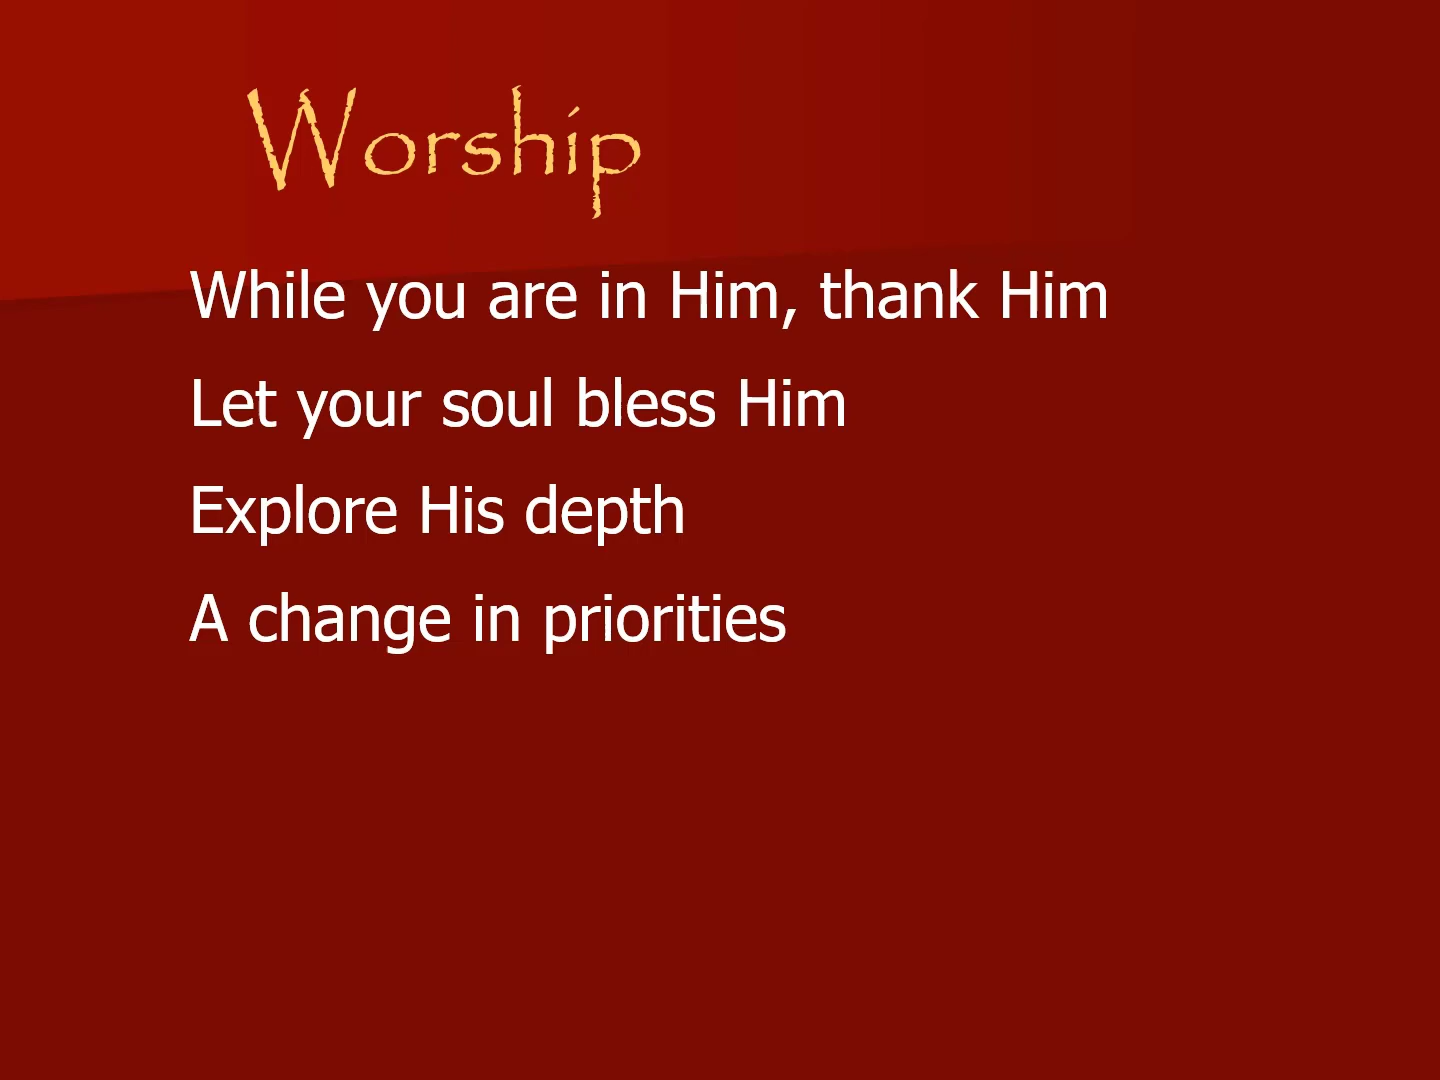 Worship
While you are in Him, thank Him
Let your soul bless Him
Explore His depth
A change in priorities